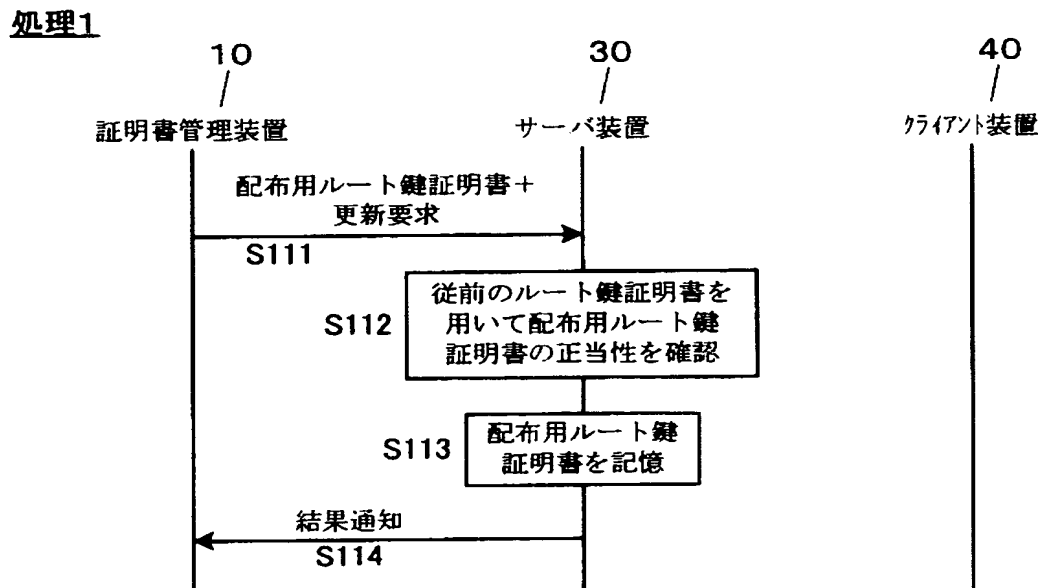 処理1
10
30
40
証明書管理装置
サーバ装置
クライアント装置
配布用ルート鍵証明書+
更新要求
S111
従前のルート鍵証明書を
用いて配布用ルート鍵
証明書の正当性を確認
S112
配布用ルート鍵
証明書を記憶
S113
結果通知
S114